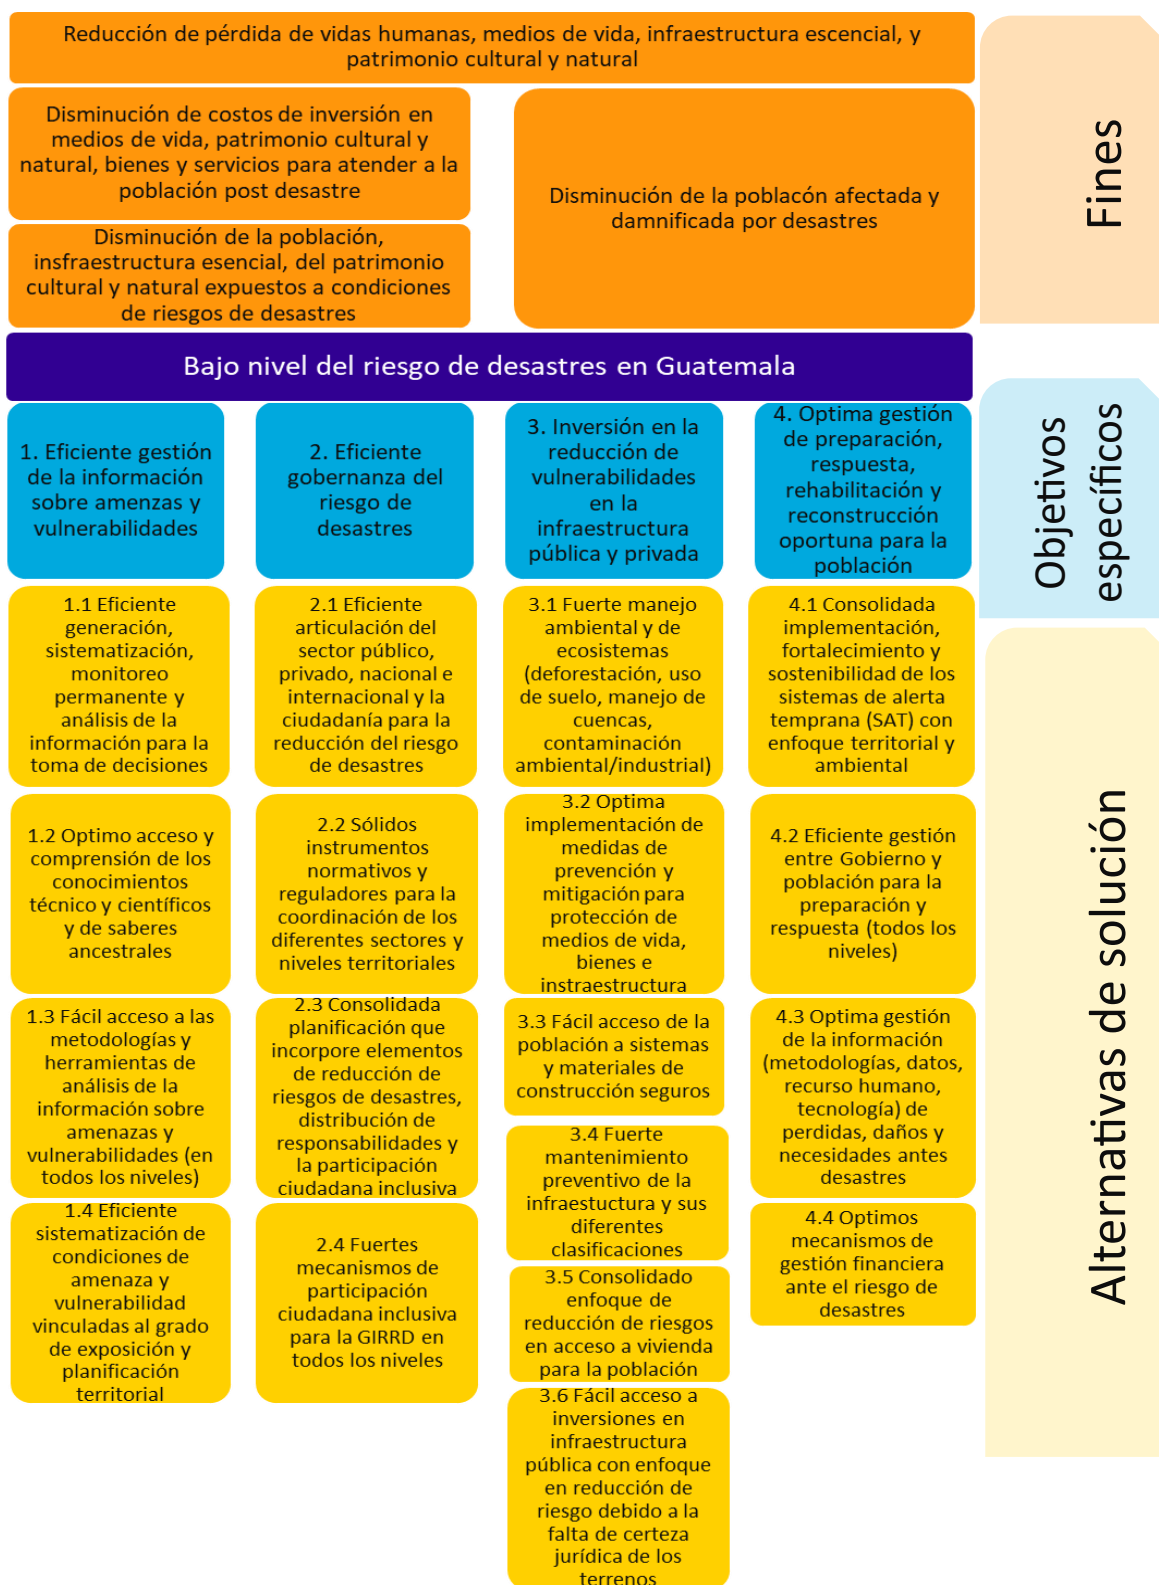 Reducción de pérdida de vidas humanas, medios de vida, infraestructura escencial, y
patrimonio cultural y natural
Disminución de costos de inversión en
medios de vida, patrimonio cultural y
natural, bienes y servicios para atender a la
población post desastre
Disminución de la poblacón afectada y
damnificada por desastres
Disminución de la población,
insfraestructura esencial, del patrimonio
cultural y natural expuestos a condiciones
de riesgos de desastres
Fines
Bajo nivel del riesgo de desastres en Guatemala
1. Eficiente gestión
de la información
sobre amenzas y
vulnerabilidades
2. Eficiente
gobernanza del
riesgo de
desastres
3. Inversión en la
reducción de
vulnerabilidades
en la
infraestructura
pública y privada
4. Optima gestión
de preparación,
respuesta,
rehabilitación y
reconstrucción
oportuna para la
población
Objetivos
específicos
1.1 Eficiente
generación,
sistematización,
monitoreo
permanente y
análisis de la
información para la
toma de decisiones
2.1 Eficiente
articulación del
sector público,
privado, nacional e
internacional y la
ciudadanía para la
reducción del riesgo
de desastres
3.1 Fuerte manejo
ambiental y de
ecosistemas
(deforestación, uso
de suelo, manejo de
cuencas,
contaminación
ambiental/industrial)
4.1 Consolidada
implementación,
fortalecimiento y
sostenibilidad de los
sistemas de alerta
temprana (SAT) con
enfoque territorial y
ambiental
1.2 Optimo acceso y
comprensión de los
conocimientos
técnico y científicos
y de saberes
ancestrales
2.2 Sólidos
instrumentos
normativos y
reguladores para la
coordinación de los
diferentes sectores y
niveles territoriales
3.2 Optima
implementación de
medidas de
prevención y
mitigación para
protección de
medios de vida,
bienes e
instraestructura
4.2 Eficiente gestión
entre Gobierno y
población para la
preparación y
respuesta (todos los
niveles)
1.3 Fácil acceso a las
metodologías y
herramientas de
análisis de la
información sobre
amenazas y
vulnerabilidades (en
todos los niveles)
2.3 Consolidada
planificación que
incorpore elementos
de reducción de
riesgos de desastres,
distribución de
responsabilidades y
la participación
ciudadana inclusiva
3.3 Fácil acceso de la
población a sistemas
y materiales de
construcción seguros
4.3 Optima gestión
de la información
(metodologías, datos,
recurso humano,
tecnología) de
perdidas, daños y
necesidades antes
desastres
3.4 Fuerte
mantenimiento
preventivo de la
infraestuctura y sus
diferentes
clasificaciones
1.4 Eficiente
sistematización de
condiciones de
amenaza y
vulnerabilidad
vinculadas al grado
de exposición y
planificación
territorial
2.4 Fuertes
mecanismos de
participación
ciudadana inclusiva
para la GIRRD en
todos los niveles
4.4 Optimos
mecanismos de
gestión financiera
ante el riesgo de
desastres
3.5 Consolidado
enfoque de
reducción de riesgos
en acceso a vivienda
para la población
3.6 Fácil acceso a
inversiones en
infraestructura
pública con enfoque
en reducción de
riesgo debido a la
falta de certeza
jurídica de los
terrenos
Alternativas de solución